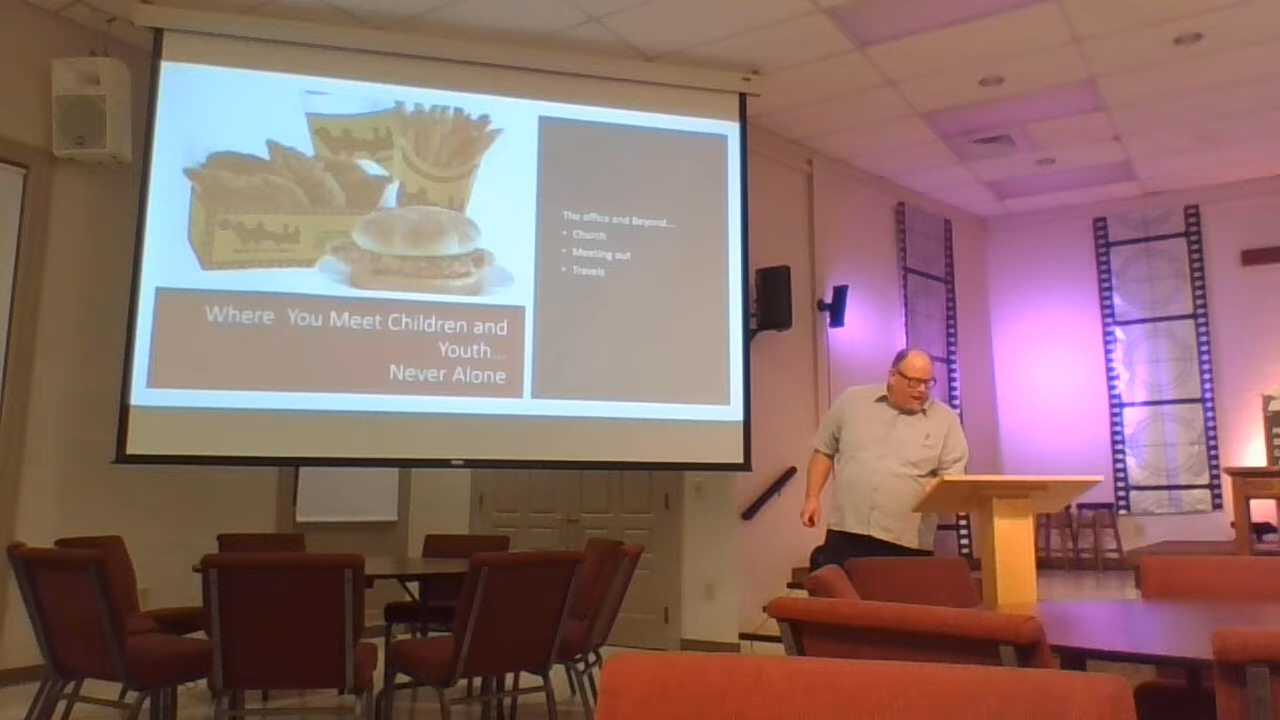 Where You Meet Children and
Youth...
Never Alone
The office and Beyond...
• Church
• Meeting out
• Travels